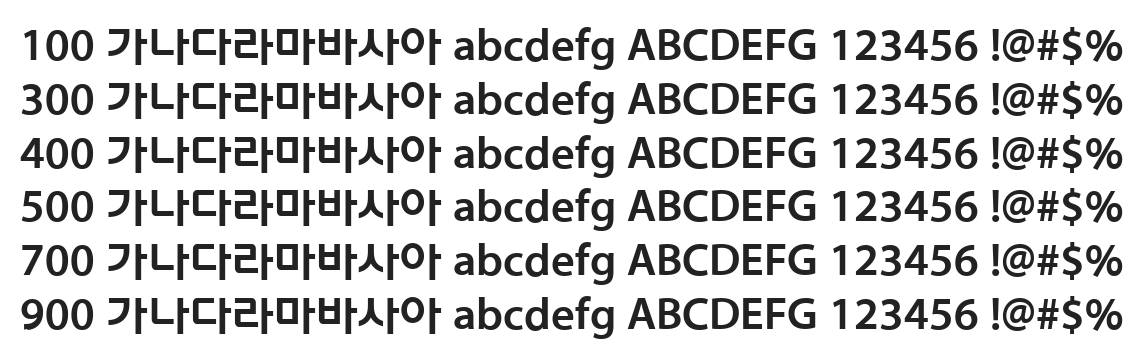 100 가나다라마바사아 abcdefg ABCDEFG 123456 !@#$%
300 가나다라마바사아 abcdefg ABCDEFG 123456 !@#$%
400 가나다라마바사아 abcdefg ABCDEFG 123456 !@#$%
500 가나다라마바사아 abcdefg ABCDEFG 123456 !@#$%
700 가나다라마바사아 abcdefg ABCDEFG 123456 !@#$%
900 가나다라마바사아 abcdefg ABCDEFG 123456 !@#$%